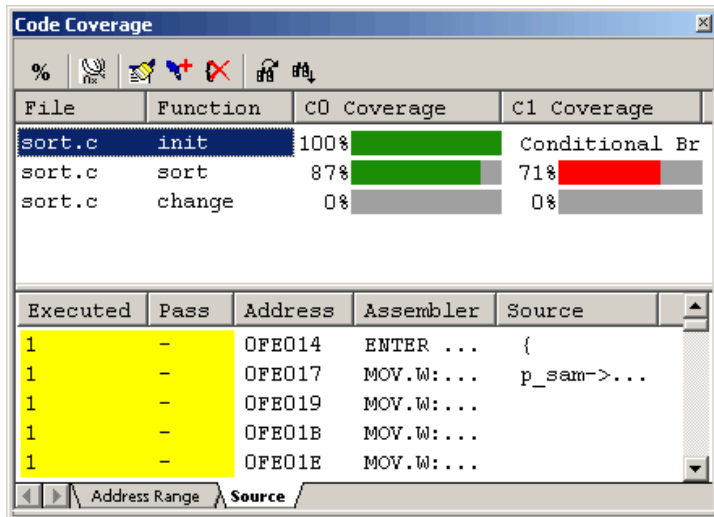 Code Coverage
%
File Function C0 Coverage C1 Coverage
sort.c init 100% Conditional Br
sort.c sort 87% 71%
sort.c change 0% 0%
Executed Pass Address Assembler Source
1 - 0FE014 ENTER ... {
1 - 0FE017 MOV.W:... p_sam->...
1 - 0FE019 MOV.W:...
1 - 0FE01B MOV.W:...
1 - 0FE01E MOV.W:...
Address Range Source